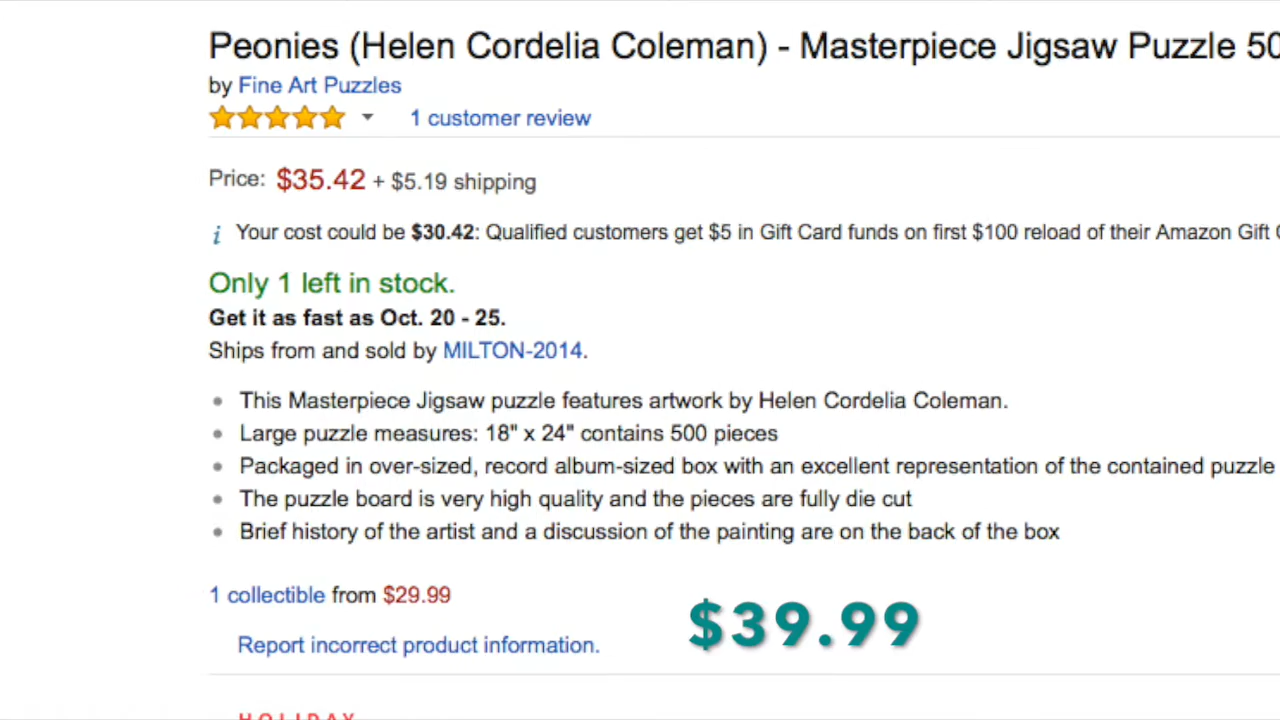 Peonies (Helen Cordelia Coleman) - Masterpiece Jigsaw Puzzle 50
by Fine Art Puzzles
1 customer review
Price: $35.42 + $5.19 shipping
i Your cost could be $30.42: Qualified customers get $5 in Gift Card funds on first $100 reload of their Amazon Gift
Only 1 left in stock.
Get it as fast as Oct. 20 - 25.
Ships from and sold by MILTON-2014.
• This Masterpiece Jigsaw puzzle features artwork by Helen Cordelia Coleman.
• Large puzzle measures: 18" x 24" contains 500 pieces
• Packaged in over-sized, record album-sized box with an excellent representation of the contained puzzle
• The puzzle board is very high quality and the pieces are fully die cut
• Brief history of the artist and a discussion of the painting are on the back of the box
1 collectible from $29.99
$39.99
Report incorrect product information.
HOLIDAY